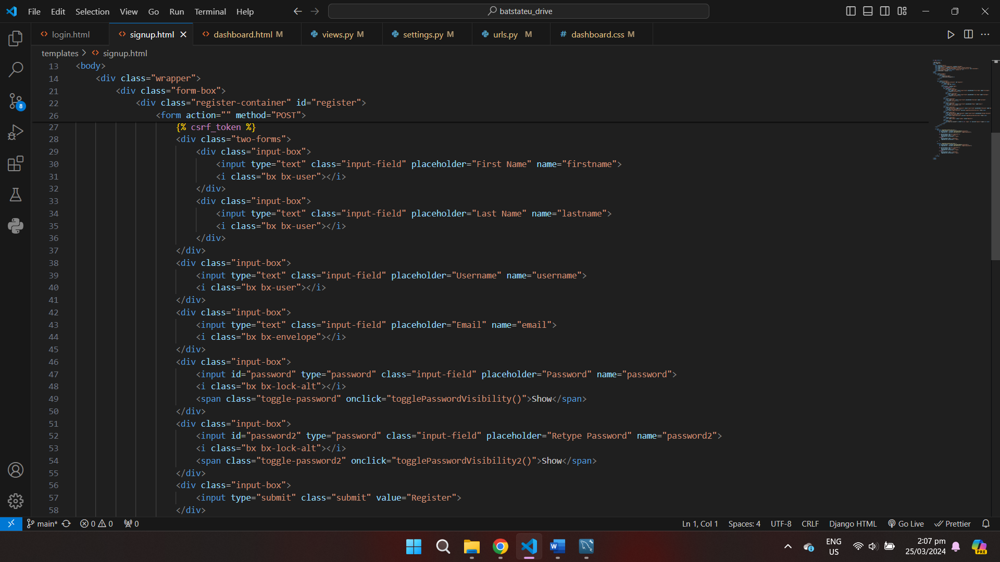 File Edit Selection View Go Run Terminal Help batstateu_drive
login.html signup.html dashboard.html M views.py M settings.py M urls.py M # dashboard.css M
templates > signup.html
13 <body>
14 <div class="wrapper">
21 <div class="form-box">
22 <div class="register-container" id="register">
26 <form action="" method="POST">
27 {% csrf_token %}
28 <div class="two-forms">
29 <div class="input-box">
30 <input type="text" class="input-field" placeholder="First Name" name="firstname">
31 <i class="bx bx-user"></i>
32 </div>
33 <div class="input-box">
34 <input type="text" class="input-field" placeholder="Last Name" name="lastname">
35 <i class="bx bx-user"></i>
36 </div>
37 </div>
38 <div class="input-box">
39 <input type="text" class="input-field" placeholder="Username" name="username">
40 <i class="bx bx-user"></i>
41 </div>
42 <div class="input-box">
43 <input type="text" class="input-field" placeholder="Email" name="email">
44 <i class="bx bx-envelope"></i>
45 </div>
46 <div class="input-box">
47 <input id="password" type="password" class="input-field" placeholder="Password" name="password">
48 <i class="bx bx-lock-alt"></i>
49 <span class="toggle-password" onclick="togglePasswordVisibility()">Show</span>
50 </div>
51 <div class="input-box">
52 <input id="password2" type="password" class="input-field" placeholder="Retype Password" name="password2">
53 <i class="bx bx-lock-alt"></i>
54 <span class="toggle-password2" onclick="togglePasswordVisibility2()">Show</span>
55 </div>
56 <div class="input-box">
57 <input type="submit" class="submit" value="Register">
58 </div>
8
main* 0 0 0 Ln 1, Col 1 Spaces: 4 UTF-8 CRLF Django HTML Go Live Prettier
ENG
US
2:07 pm
25/03/2024
PRE